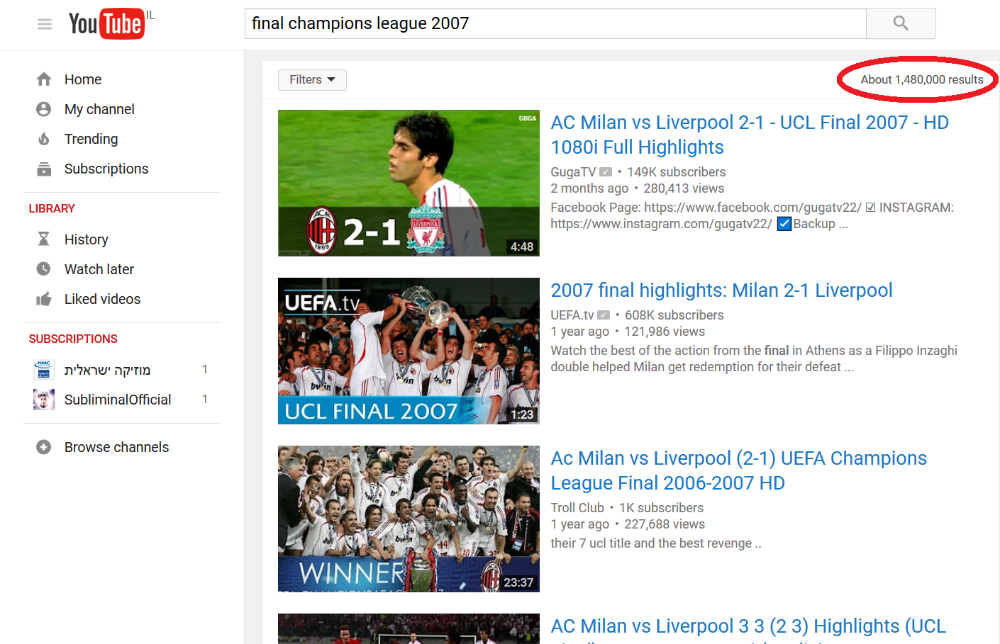 YouTube IL
final champions league 2007
Home
My channel
Trending
Subscriptions
LIBRARY
History
Watch later
Liked videos
SUBSCRIPTIONS
מוזיקה ישראלית 1
SubliminalOfficial 1
Browse channels
Filters
About 1,480,000 results
GUGA
ACM
1899
2-1
LIVERPOOL
4:48
AC Milan vs Liverpool 2-1 - UCL Final 2007 - HD
1080i Full Highlights
GugaTV • 149K subscribers
2 months ago • 280,413 views
Facebook Page: https://www.facebook.com/gugatv22/ ☑ INSTAGRAM:
https://www.instagram.com/gugatv22/ ☑Backup ...
UEFA.tv
bwin
UCL FINAL 2007
1:23
2007 final highlights: Milan 2-1 Liverpool
UEFA.tv • 608K subscribers
1 year ago • 121,986 views
Watch the best of the action from the final in Athens as a Filippo Inzaghi
double helped Milan get redemption for their defeat ...
WINNER
23:37
Ac Milan vs Liverpool (2-1) UEFA Champions
League Final 2006-2007 HD
Troll Club • 1K subscribers
1 year ago • 227,688 views
their 7 ucl title and the best revenge ..
AC Milan vs Liverpool 3 3 (2 3) Highlights (UCL